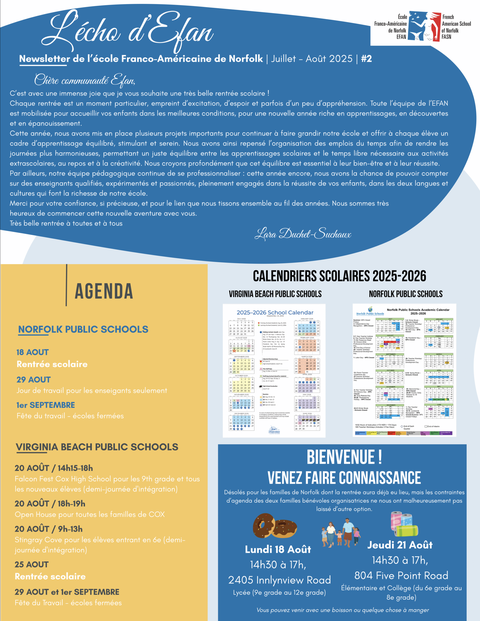 L'écho d'Efan
École
Franco-Américaine
de Norfolk
EFAN
French
American School
of Norfolk
FASN
Newsletter de l'école Franco-Américaine de Norfolk | Juillet - Août 2025 | #2
Chère communauté Efan,
C'est avec une immense joie que je vous souhaite une très belle rentrée scolaire !
Chaque rentrée est un moment particulier, empreint d'excitation, d'espoir et parfois d'un peu d'appréhension. Toute l'équipe de l'EFAN
est mobilisée pour accueillir vos enfants dans les meilleures conditions, pour une nouvelle année riche en apprentissages, en découvertes
et en épanouissement.
Cette année, nous avons mis en place plusieurs projets importants pour continuer à faire grandir notre école et offrir à chaque élève un
cadre d'apprentissage équilibré, stimulant et serein. Nous avons ainsi repensé l'organisation des emplois du temps afin de rendre les
journées plus harmonieuses, permettant un juste équilibre entre les apprentissages scolaires et le temps libre nécessaire aux activités
extrascolaires, au repos et à la créativité. Nous croyons profondément que cet équilibre est essentiel à leur bien-être et à leur réussite.
Par ailleurs, notre équipe pédagogique continue de se professionnaliser : cette année encore, nous avons la chance de pouvoir compter
sur des enseignants qualifiés, expérimentés et passionnés, pleinement engagés dans la réussite de vos enfants, dans les deux langues et
cultures qui font la richesse de notre école.
Merci pour votre confiance, si précieuse, et pour le lien que nous tissons ensemble au fil des années. Nous sommes très
heureux de commencer cette nouvelle aventure avec vous.
Très belle rentrée à toutes et à tous
Lara Duchet-Suchaux
AGENDA
NORFOLK PUBLIC SCHOOLS
18 AOUT
Rentrée scolaire
29 AOUT
Jour de travail pour les enseigants seulement
1er SEPTEMBRE
Fête du travail - écoles fermées
VIRGINIA BEACH PUBLIC SCHOOLS
20 AOÛT / 14h15-18h
Falcon Fest Cox High School pour les 9th grade et tous
les nouveaux élèves (demi-journée d'intégration)
20 AOÛT / 18h-19h
Open House pour toutes les familles de COX
20 AOÛT / 9h-13h
Stingray Cove pour les élèves entrant en 6e (demi-
journée d'intégration)
25 AOUT
Rentrée scolaire
29 AOUT et 1er SEPTEMBRE
Fête du Travail - écoles fermées
CALENDRIERS SCOLAIRES 2025-2026
VIRGINIA BEACH PUBLIC SCHOOLS
NORFOLK PUBLIC SCHOOLS
2025-2026 School Calendar
Norfolk Public Schools Academic Calendar
2025-2026
BIENVENUE !
VENEZ FAIRE CONNAISSANCE
Désolés pour les familles de Norfolk dont la rentrée aura déjà eu lieu, mais les contraintes
d'agenda des deux familles bénévoles organisatrices ne nous ont malheureusement pas
laissé d'autre option.
Lundi 18 Août
14h30 à 17h,
2405 Innlynview Road
Lycée (9e grade au 12e grade)
Jeudi 21 Août
14h30 à 17h,
804 Five Point Road
Élémentaire et Collège (du 6e grade au
8e grade)
Vous pouvez venir avec une boisson ou quelque chose à manger